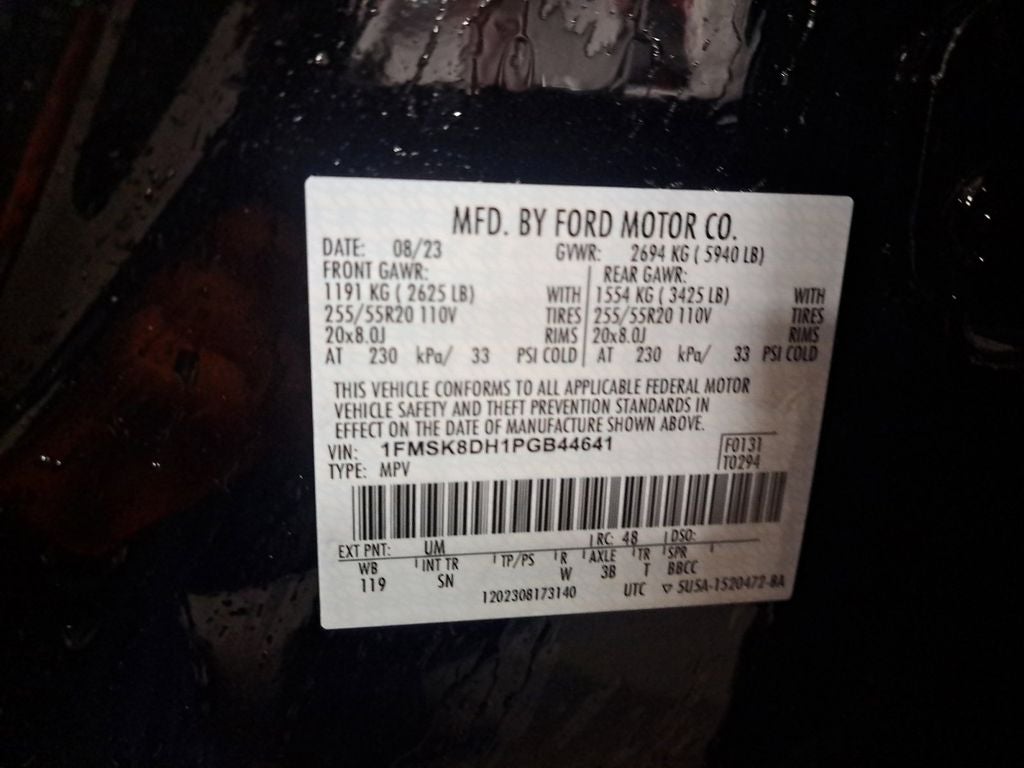 MFD. BY FORD MOTOR CO.
DATE: 08/23 GVWR: 2694 KG ( 5940 LB)
FRONT GAWR: REAR GAWR:
1191 KG ( 2625 LB) WITH 1554 KG ( 3425 LB) WITH
255/55R20 110V TIRES 255/55R20 110V TIRES
20x8.0J RIMS 20x8.0J RIMS
AT 230 kPa/ 33 PSI COLD AT 230 kPa/ 33 PSI COLD
THIS VEHICLE CONFORMS TO ALL APPLICABLE FEDERAL MOTOR
VEHICLE SAFETY AND THEFT PREVENTION STANDARDS IN
EFFECT ON THE DATE OF MANUFACTURE SHOWN ABOVE.
VIN: 1FMSK8DH1PGB44641 F0131
TYPE: MPV T0294
EXT PNT: UM RC: 48 DSO:
WB INT TR TP/PS R AXLE TR SPR
119 SN W 3B T BBCC
1202308173140 UTC ▽ 5USA-1520472-BA